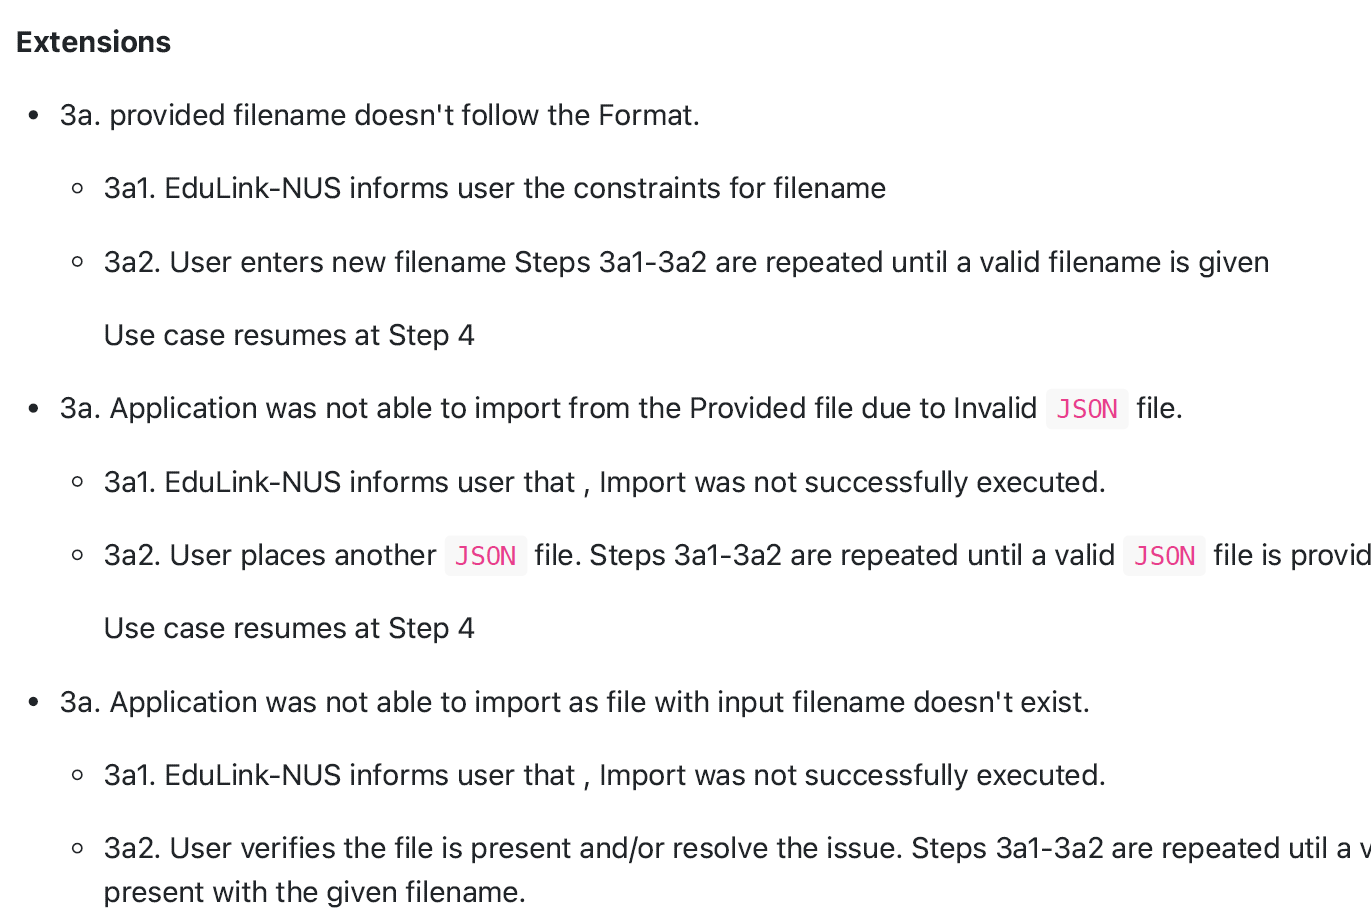 Extensions
• 3a. provided filename doesn't follow the Format.
◦ 3a1. EduLink-NUS informs user the constraints for filename
◦ 3a2. User enters new filename Steps 3a1-3a2 are repeated until a valid filename is given
Use case resumes at Step 4
• 3a. Application was not able to import from the Provided file due to Invalid JSON file.
◦ 3a1. EduLink-NUS informs user that , Import was not successfully executed.
◦ 3a2. User places another JSON file. Steps 3a1-3a2 are repeated until a valid JSON file is provid
Use case resumes at Step 4
• 3a. Application was not able to import as file with input filename doesn't exist.
◦ 3a1. EduLink-NUS informs user that , Import was not successfully executed.
◦ 3a2. User verifies the file is present and/or resolve the issue. Steps 3a1-3a2 are repeated util a
present with the given filename.